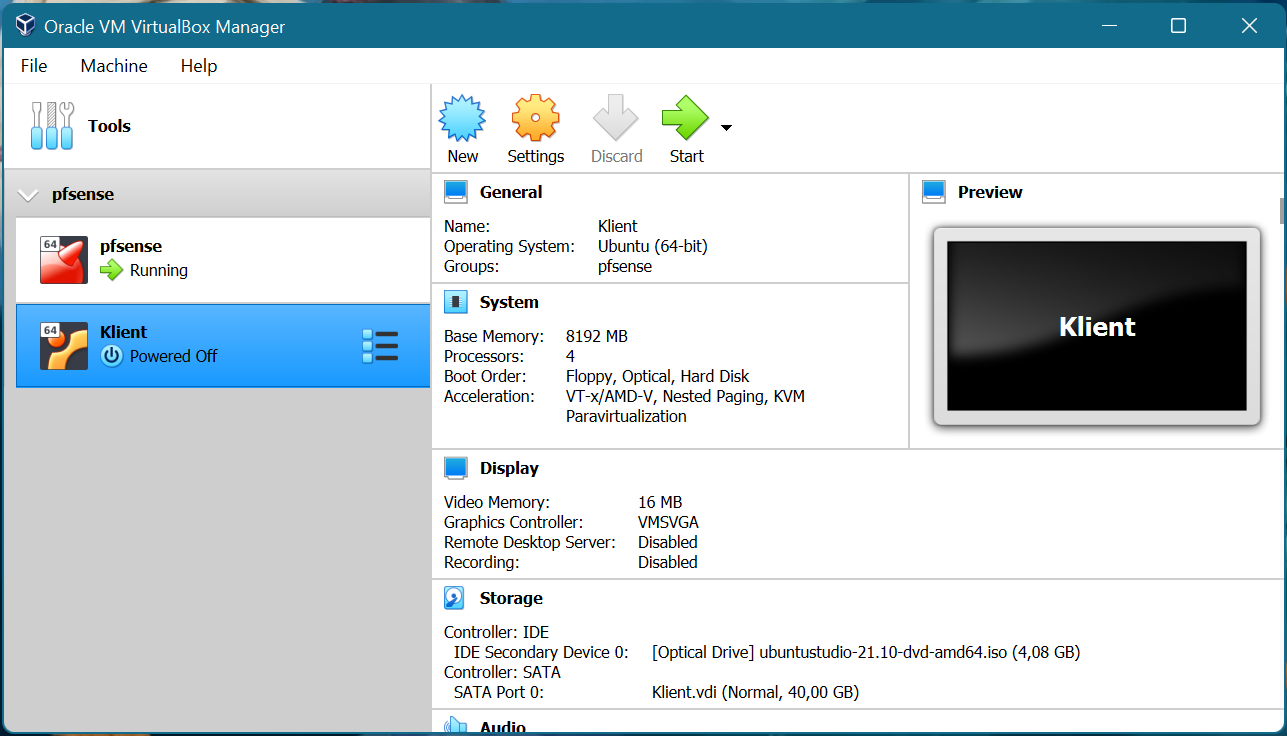 Oracle VM VirtualBox Manager
File Machine Help
Tools
New Settings Discard Start
pfsense
64 pfsense
Running
64 Klient
Powered Off
General
Name: Klient
Operating System: Ubuntu (64-bit)
Groups: pfsense
System
Base Memory: 8192 MB
Processors: 4
Boot Order: Floppy, Optical, Hard Disk
Acceleration: VT-x/AMD-V, Nested Paging, KVM
Paravirtualization
Preview
Klient
Display
Video Memory: 16 MB
Graphics Controller: VMSVGA
Remote Desktop Server: Disabled
Recording: Disabled
Storage
Controller: IDE
IDE Secondary Device 0: [Optical Drive] ubuntustudio-21.10-dvd-amd64.iso (4,08 GB)
Controller: SATA
SATA Port 0: Klient.vdi (Normal, 40,00 GB)
Audio